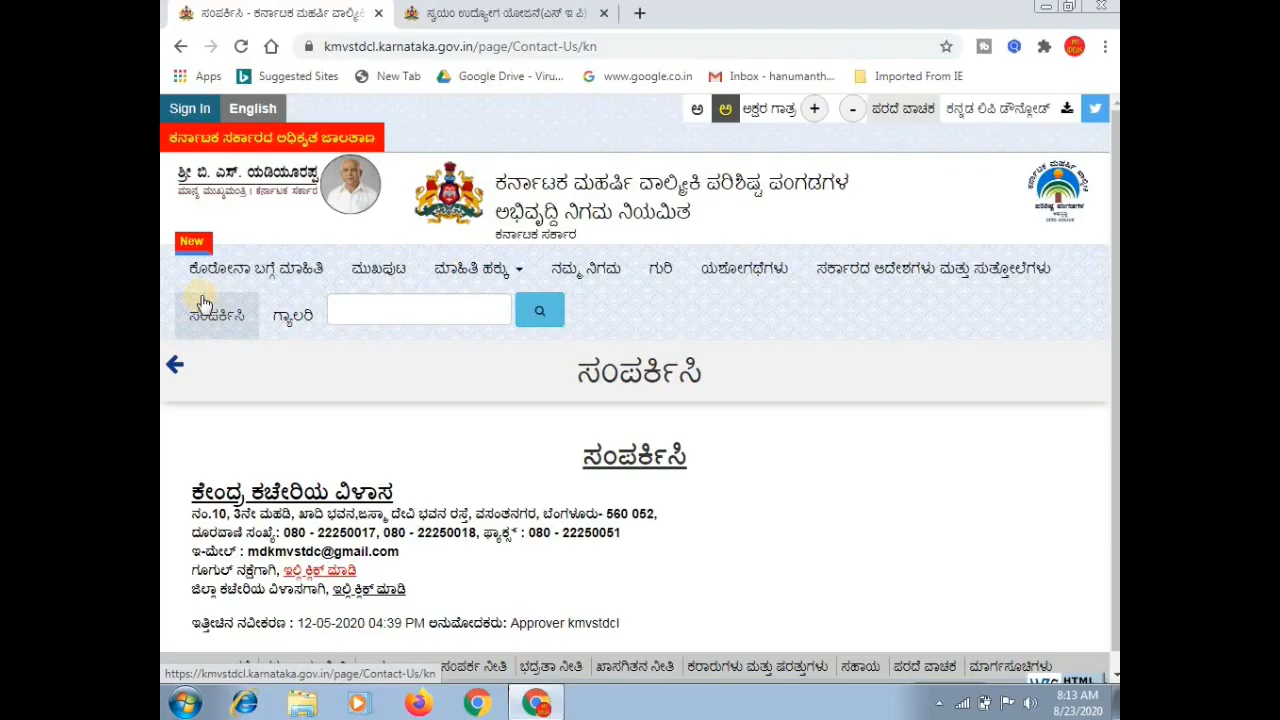 ಸಂಪರ್ಕಿಸಿ - ಕರ್ನಾಟಕ ಮಹರ್ಷಿ ವಾಲ್ಮೀಕಿ
ಸ್ವಯಂ ಉದ್ಯೋಗ ಯೋಜನೆ(ಎಸ್ ಇ ಪಿ)
kmvstdcl.karnataka.gov.in/page/Contact-Us/kn
Apps Suggested Sites New Tab Google Drive - Viru... www.google.co.in Inbox - hanumanth... Imported From IE
Sign In English ಅ ಅ ಅಕ್ಷರ ಗಾತ್ರ + - ಪರದೆ ವಾಚಕ ಕನ್ನಡ ಲಿಪಿ ಡೌನ್ಲೋಡ್
ಕರ್ನಾಟಕ ಸರ್ಕಾರದ ಅಧಿಕೃತ ಜಾಲತಾಣ
ಶ್ರೀ ಬಿ. ಎಸ್. ಯಡಿಯೂರಪ್ಪ
ಮಾನ್ಯ ಮುಖ್ಯಮಂತ್ರಿ | ಕರ್ನಾಟಕ ಸರ್ಕಾರ
ಕರ್ನಾಟಕ ಮಹರ್ಷಿ ವಾಲ್ಮೀಕಿ ಪರಿಶಿಷ್ಟ ಪಂಗಡಗಳ
ಅಭಿವೃದ್ಧಿ ನಿಗಮ ನಿಯಮಿತ
ಕರ್ನಾಟಕ ಸರ್ಕಾರ
New
ಕೊರೋನಾ ಬಗ್ಗೆ ಮಾಹಿತಿ ಮುಖಪುಟ ಮಾಹಿತಿ ಹಕ್ಕು ನಮ್ಮ ನಿಗಮ ಗುರಿ ಯಶೋಗಥೆಗಳು ಸರ್ಕಾರದ ಆದೇಶಗಳು ಮತ್ತು ಸುತ್ತೋಲೆಗಳು
ಸಂಪರ್ಕಿಸಿ ಗ್ಯಾಲರಿ
ಸಂಪರ್ಕಿಸಿ
ಸಂಪರ್ಕಿಸಿ
ಕೇಂದ್ರ ಕಚೇರಿಯ ವಿಳಾಸ
ನಂ.10, 3ನೇ ಮಹಡಿ, ಖಾದಿ ಭವನ,ಜಸ್ಮಾ ದೇವಿ ಭವನ ರಸ್ತೆ, ವಸಂತನಗರ, ಬೆಂಗಳೂರು- 560 052,
ದೂರವಾಣಿ ಸಂಖ್ಯೆ.: 080 - 22250017, 080 - 22250018, ಫ್ಯಾಕ್ಸ್ : 080 - 22250051
ಇ-ಮೇಲ್ : mdkmvstdc@gmail.com
ಗೂಗುಲ್ ನಕ್ಷೆಗಾಗಿ, ಇಲ್ಲಿ ಕ್ಲಿಕ್ ಮಾಡಿ
ಜಿಲ್ಲಾ ಕಚೇರಿಯ ವಿಳಾಸಗಾಗಿ, ಇಲ್ಲಿ ಕ್ಲಿಕ್ ಮಾಡಿ
ಇತ್ತೀಚಿನ ನವೀಕರಣ : 12-05-2020 04:39 PM ಅನುಮೋದಕರು: Approver kmvstdcl
ಸಂಪರ್ಕ ನೀತಿ ಭದ್ರತಾ ನೀತಿ ಖಾಸಗಿತನ ನೀತಿ ಕರಾರುಗಳು ಮತ್ತು ಷರತ್ತುಗಳು ಸಹಾಯ ಪರದೆ ವಾಚಕ ಮಾರ್ಗಸೂಚಿಗಳು
https://kmvstdcl.karnataka.gov.in/page/Contact-Us/kn
HTML
8:13 AM
8/23/2020